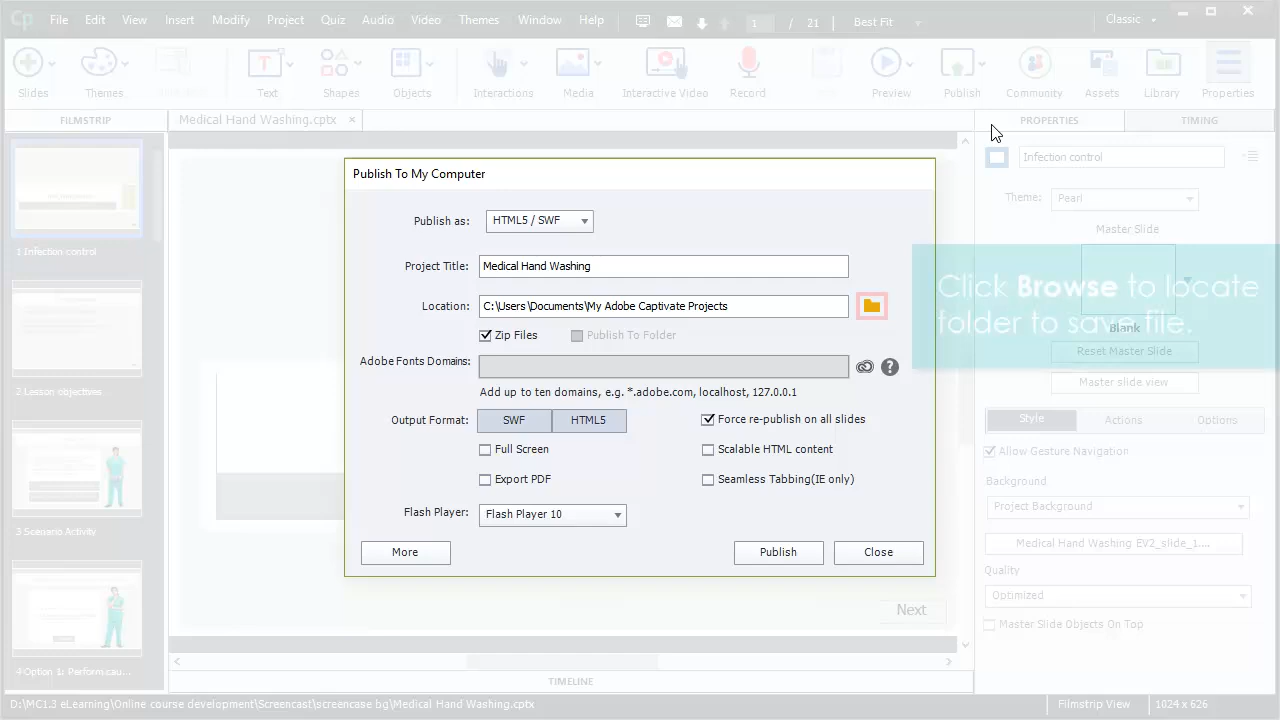 Cp File Edit View Insert Modify Project Quiz Audio Video Themes Window Help 1 / 21 Best Fit Classic
Slides Themes Text Shapes Objects Interactions Media Interactive Video Record Preview Publish Community Assets Library Properties
FILMSTRIP Medical Hand Washing.cptx × PROPERTIES TIMING
Publish To My Computer
Publish as: HTML5 / SWF
Project Title: Medical Hand Washing
Location: C:\Users\Documents\My Adobe Captivate Projects
Zip Files Publish To Folder
Adobe Fonts Domains: ?
Add up to ten domains, e.g. *.adobe.com, localhost, 127.0.0.1
Output Format: SWF HTML5 Force re-publish on all slides
Full Screen Scalable HTML content
Export PDF Seamless Tabbing(IE only)
Flash Player: Flash Player 10
More Publish Close
Next
1 Infection control
2 Lesson objectives
3 Scenario Activity
4 Option 1: Perform cau...
Infection control
Theme: Pearl
Master Slide
Click Browse to locate
folder to save file.
Blank
Reset Master Slide
Master slide view
Style Actions Options
Allow Gesture Navigation
Background
Project Background
Medical Hand Washing EV2_slide_1....
Quality
Optimized
Master Slide Objects On Top
TIMELINE
D:\MC1.3 eLearning\Online course development\Screencast\screencase bg\Medical Hand Washing.cptx Filmstrip View 1024 x 626